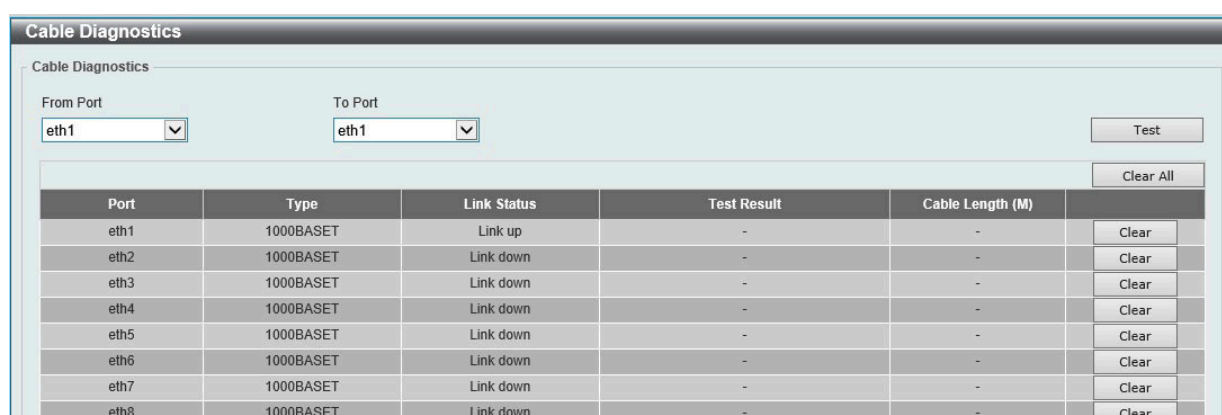 Cable Diagnostics
Cable Diagnostics
From Port To Port
eth1 eth1 Test
Clear All
Port Type Link Status Test Result Cable Length (M)
eth1 1000BASET Link up - - Clear
eth2 1000BASET Link down - - Clear
eth3 1000BASET Link down - - Clear
eth4 1000BASET Link down - - Clear
eth5 1000BASET Link down - - Clear
eth6 1000BASET Link down - - Clear
eth7 1000BASET Link down - - Clear
eth8 1000BASET Link down - - Clear